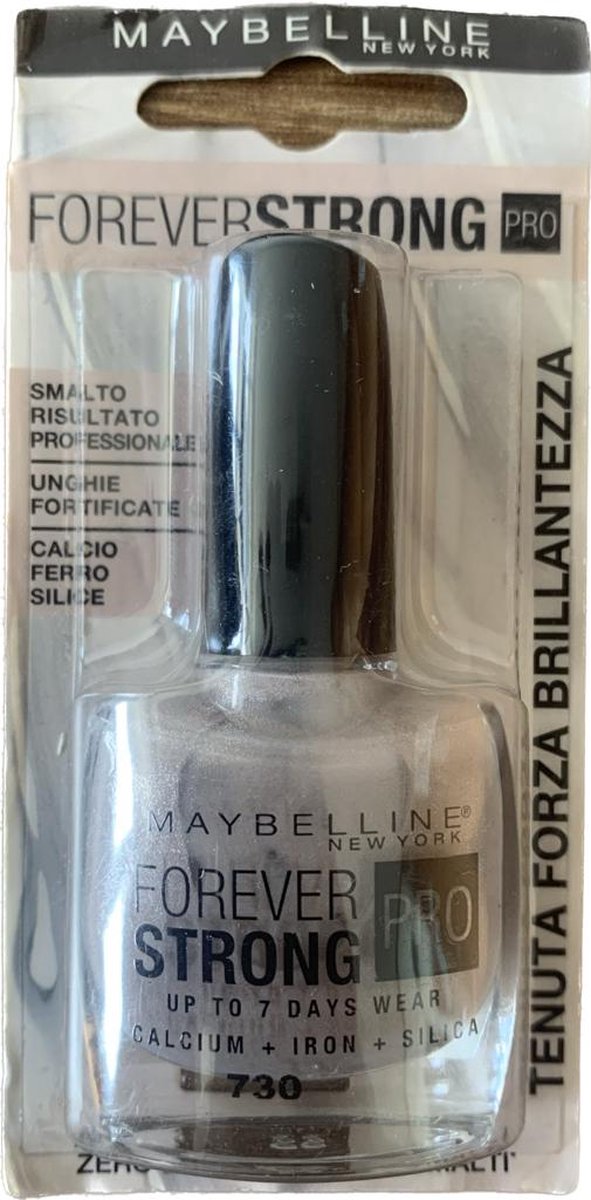 MAYBELLINE
NEW YORK
FOREVERSTRONG PRO
SMALTO
RISULTATO
PROFESSIONALE
UNGHIE
FORTIFICATE
CALCIO
FERRO
SILICE
TENUTA FORZA BRILLANTEZZA
MAYBELLINE®
NEW YORK
FOREVER
STRONG PRO
UP TO 7 DAYS WEAR
CALCIUM + IRON + SILICA
730